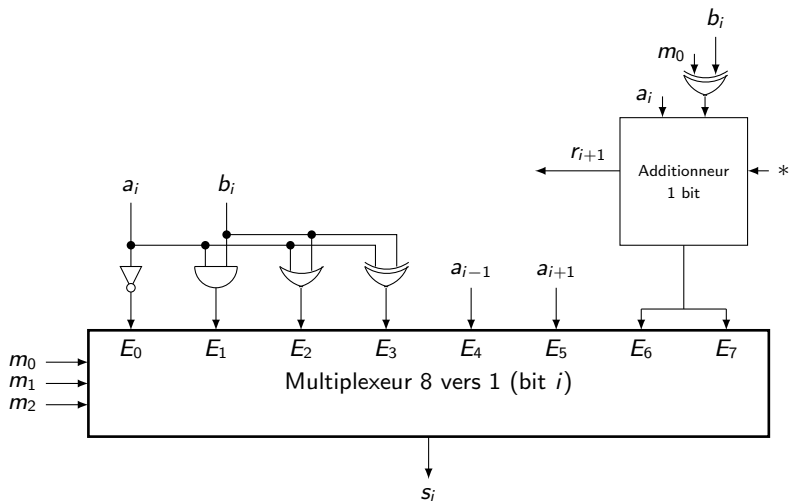 b_i
m_0
a_i
r_{i+1}
Additionneur
1 bit
*
a_i
b_i
a_{i−1}
a_{i+1}
E_0
E_1
E_2
E_3
E_4
E_5
E_6
E_7
m_0
m_1
m_2
Multiplexeur 8 vers 1 (bit i)
s_i